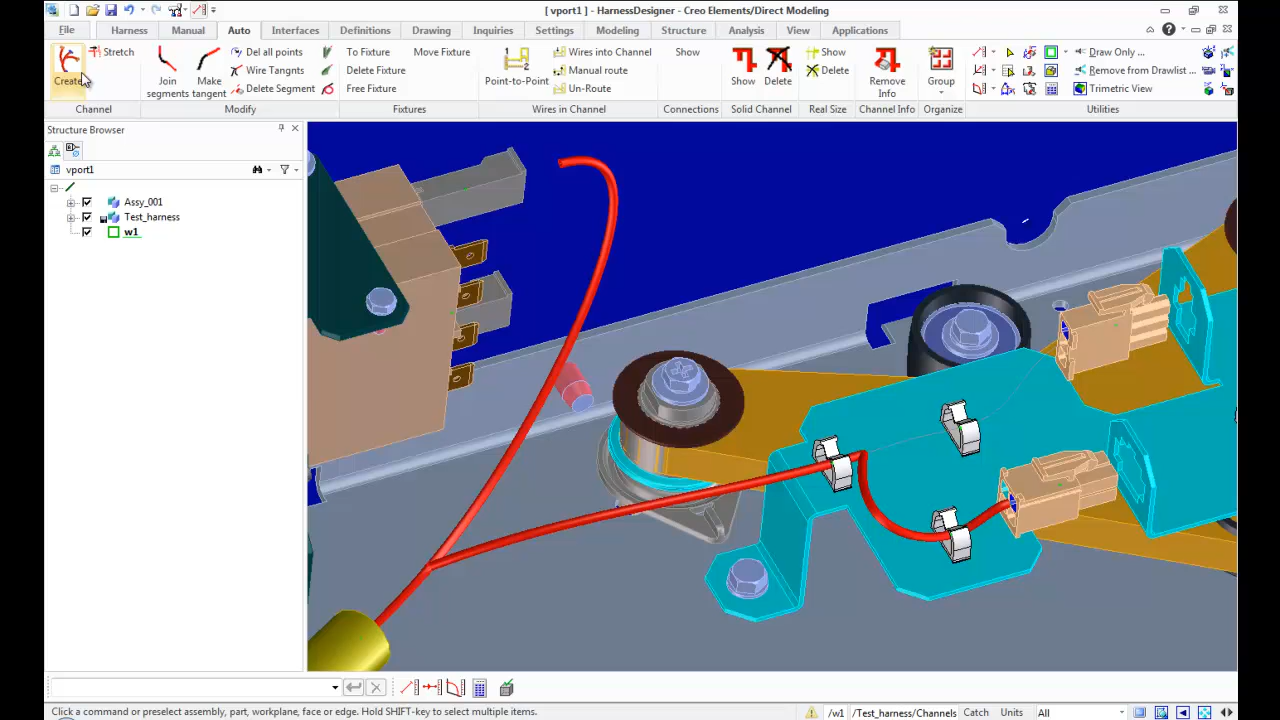 [ vport1 ] - HarnessDesigner - Creo Elements/Direct Modeling
File Harness Manual Auto Interfaces Definitions Drawing Inquiries Settings Modeling Structure Analysis View Applications
Create Stretch
Channel
Join segments Make tangent Del all points Wire Tangnts Delete Segment
Modify
To Fixture Move Fixture
Delete Fixture
Free Fixture
Fixtures
Point-to-Point Wires into Channel
Manual route
Un-Route
Wires in Channel
Show
Connections
Show Delete
Solid Channel
Show
Delete
Real Size
Remove Info
Channel Info
Group
Organize
Draw Only ...
Remove from Drawlist ...
Trimetric View
Utilities
Structure Browser
vport1
Assy_001
Test_harness
w1
Click a command or preselect assembly, part, workplane, face or edge. Hold SHIFT-key to select multiple items.
/w1 /Test_harness/Channels Catch Units All